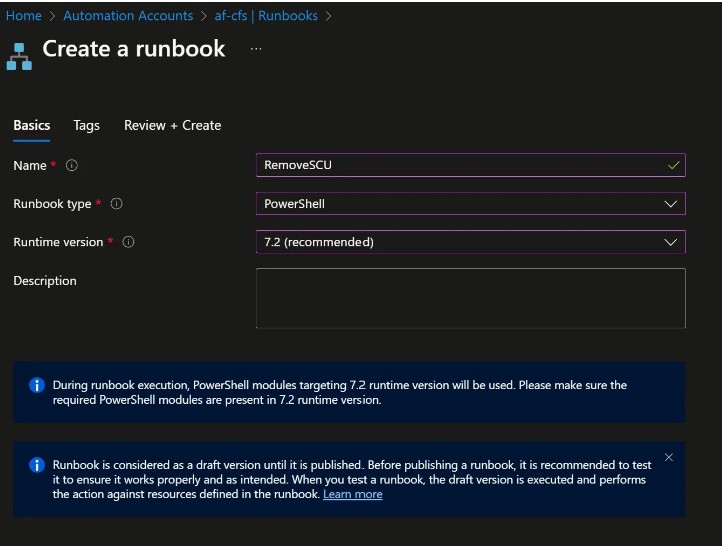 Home > Automation Accounts > af-cfs | Runbooks >
Create a runbook ...
Basics Tags Review + Create
Name * RemoveSCU
Runbook type * PowerShell
Runtime version * 7.2 (recommended)
Description
During runbook execution, PowerShell modules targeting 7.2 runtime version will be used. Please make sure the
required PowerShell modules are present in 7.2 runtime version.
Runbook is considered as a draft version until it is published. Before publishing a runbook, it is recommended to test
it to ensure it works properly and as intended. When you test a runbook, the draft version is executed and performs
the action against resources defined in the runbook. Learn more